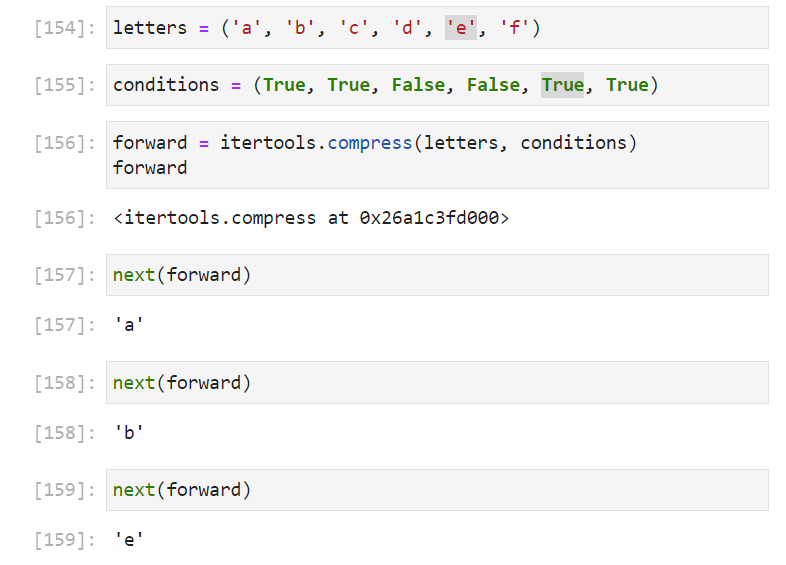 [154]: letters = ('a', 'b', 'c', 'd', 'e', 'f')
[155]: conditions = (True, True, False, False, True, True)
[156]: forward = itertools.compress(letters, conditions)
forward
[156]: <itertools.compress at 0x26a1c3fd000>
[157]: next(forward)
[157]: 'a'
[158]: next(forward)
[158]: 'b'
[159]: next(forward)
[159]: 'e'